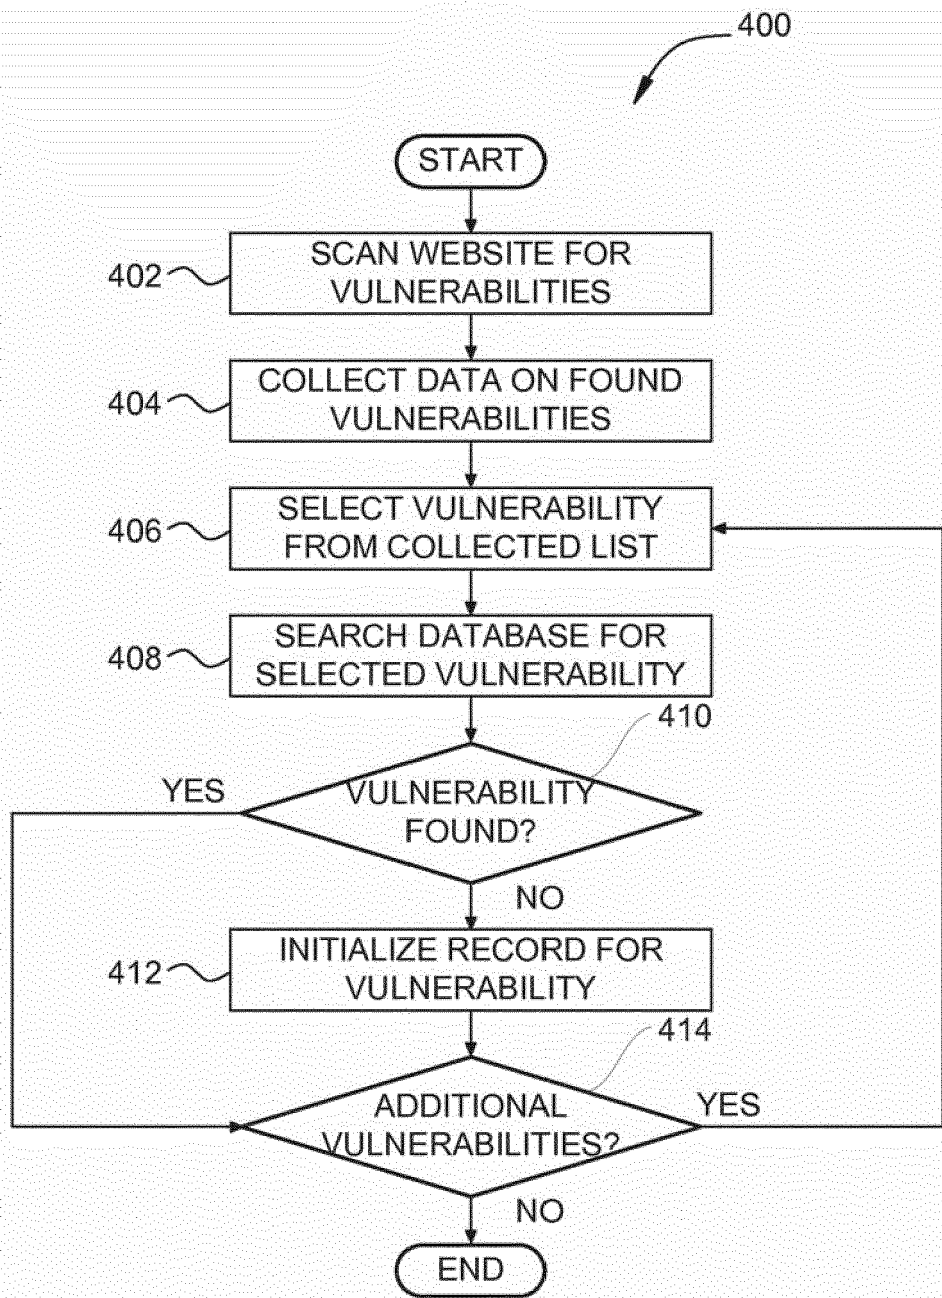 400
START
402
SCAN WEBSITE FOR
VULNERABILITIES
404
COLLECT DATA ON FOUND
VULNERABILITIES
406
SELECT VULNERABILITY
FROM COLLECTED LIST
408
SEARCH DATABASE FOR
SELECTED VULNERABILITY
410
YES
VULNERABILITY
FOUND?
NO
412
INITIALIZE RECORD FOR
VULNERABILITY
414
ADDITIONAL
VULNERABILITIES?
YES
NO
END